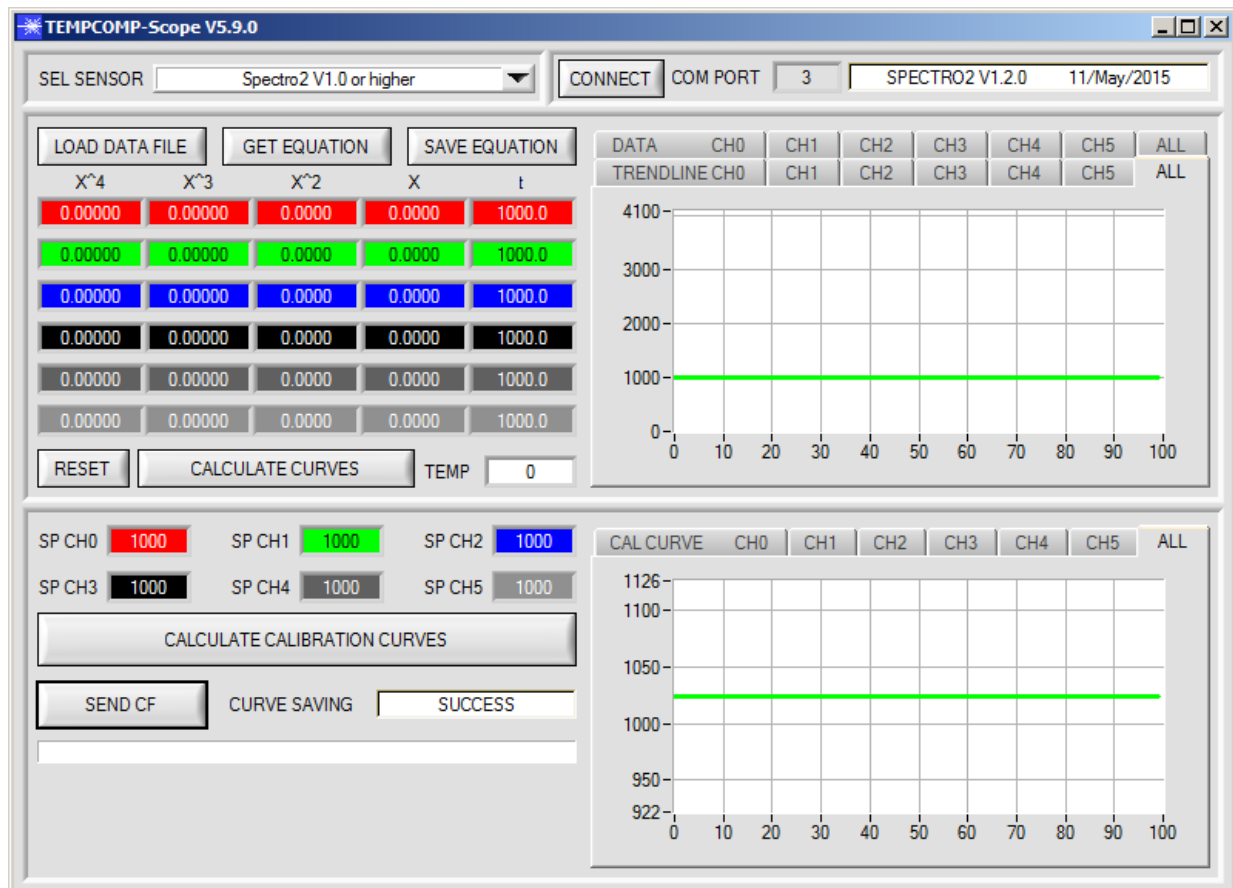 TEMPCOMP-Scope V5.9.0
SEL SENSOR Spectro2 V1.0 or higher CONNECT COM PORT 3 SPECTRO2 V1.2.0 11/May/2015
LOAD DATA FILE GET EQUATION SAVE EQUATION
X^4 X^3 X^2 X t
0.00000 0.00000 0.0000 0.0000 1000.0
0.00000 0.00000 0.0000 0.0000 1000.0
0.00000 0.00000 0.0000 0.0000 1000.0
0.00000 0.00000 0.0000 0.0000 1000.0
0.00000 0.00000 0.0000 0.0000 1000.0
0.00000 0.00000 0.0000 0.0000 1000.0
RESET CALCULATE CURVES TEMP 0
DATA CH0 CH1 CH2 CH3 CH4 CH5 ALL
TRENDLINE CH0 CH1 CH2 CH3 CH4 CH5 ALL
4100
3000
2000
1000
0
0 10 20 30 40 50 60 70 80 90 100
SP CH0 1000 SP CH1 1000 SP CH2 1000
SP CH3 1000 SP CH4 1000 SP CH5 1000
CALCULATE CALIBRATION CURVES
SEND CF CURVE SAVING SUCCESS
CAL CURVE CH0 CH1 CH2 CH3 CH4 CH5 ALL
1126
1100
1050
1000
950
922
0 10 20 30 40 50 60 70 80 90 100